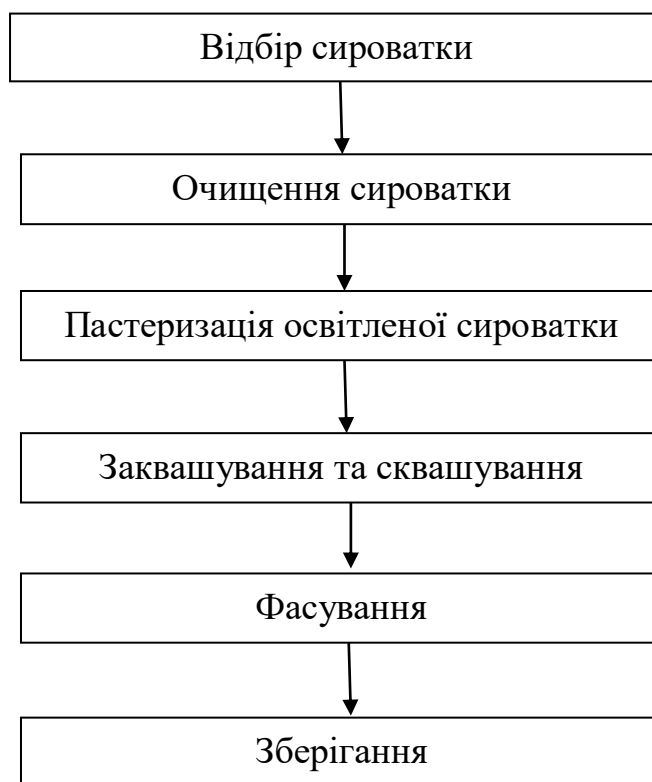 Відбір сироватки
Очищення сироватки
Пастеризація освітленої сироватки
Заквашування та сквашування
Фасування
Зберігання